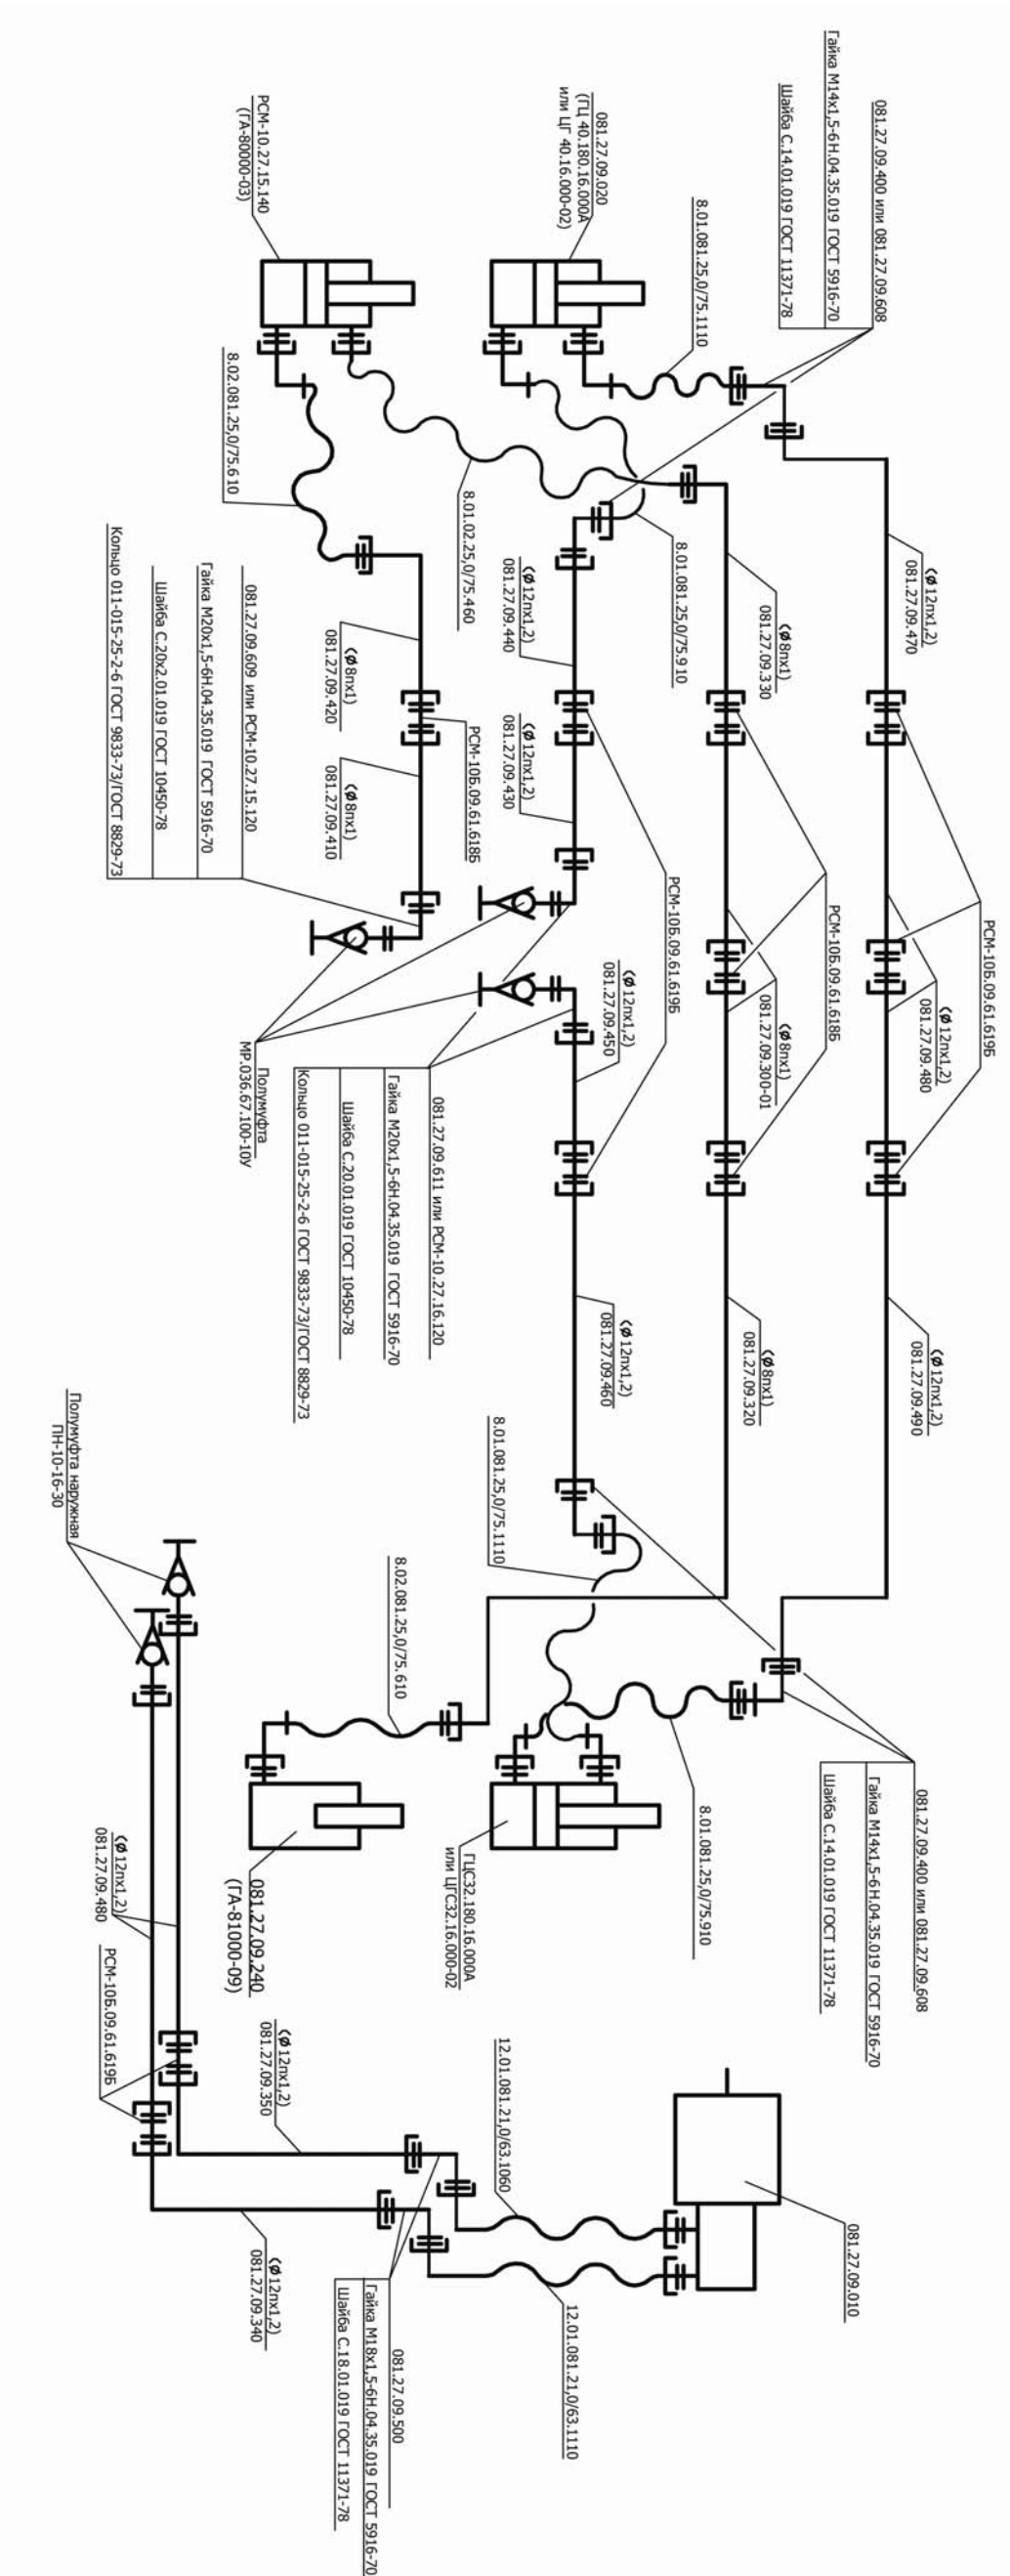 081.27.09.400 или 081.27.09.608
Гайка М14х1,5-6Н.04.35.019 ГОСТ 5916-70
Шайба С.14.01.019 ГОСТ 11371-78
8.01.081.25,0/75.1110
081.27.09.020
(ГЦ 40.180.16.000А
или ЦГ 40.16.000-02)
РСМ-10.27.15.140
(ГА-80000-03)
(Ø12пх1,2)
081.27.09.470
РСМ-10Б.09.61.619Б
(Ø12пх1,2)
081.27.09.480
(Ø12пх1,2)
081.27.09.490
(Ø8пх1)
081.27.09.330
РСМ-10Б.09.61.618Б
(Ø8пх1)
081.27.09.300-01
(Ø8пх1)
081.27.09.320
8.01.081.25,0/75.910
РСМ-10Б.09.61.619Б
(Ø12пх1,2)
081.27.09.440
(Ø12пх1,2)
081.27.09.430
(Ø12пх1,2)
081.27.09.450
(Ø12пх1,2)
081.27.09.460
8.01.02.25,0/75.460
РСМ-10Б.09.61.618Б
8.02.081.25,0/75.610
(Ø8пх1)
081.27.09.420
(Ø8пх1)
081.27.09.410
081.27.09.609 или РСМ-10.27.15.120
Гайка М20х1,5-6Н.04.35.019 ГОСТ 5916-70
Шайба С.20х2.01.019 ГОСТ 10450-78
Кольцо 011-015-25-2-6 ГОСТ 9833-73/ГОСТ 8829-73
Полумуфта
МР.036.67.100-10У
081.27.09.611 или РСМ-10.27.16.120
Гайка М20х1,5-6Н.04.35.019 ГОСТ 5916-70
Шайба С.20.01.019 ГОСТ 10450-78
Кольцо 011-015-25-2-6 ГОСТ 9833-73/ГОСТ 8829-73
8.01.081.25,0/75.1110
8.02.081.25,0/75.610
Полумуфта наружная
ПН-10-16-30
081.27.09.400 или 081.27.09.608
Гайка М14х1,5-6Н.04.35.019 ГОСТ 5916-70
Шайба С.14.01.019 ГОСТ 11371-78
8.01.081.25,0/75.910
ГЦС32.180.16.000А
или ЦГС32.16.000-02
081.27.09.240
(ГА-81000-09)
(Ø12пх1,2)
081.27.09.480
РСМ-10Б.09.61.619Б
(Ø12пх1,2)
081.27.09.350
(Ø12пх1,2)
081.27.09.340
12.01.081.21,0/63.1060
081.27.09.010
12.01.081.21,0/63.1110
081.27.09.500
Гайка М18х1,5-6Н.04.35.019 ГОСТ 5916-70
Шайба С.18.01.019 ГОСТ 11371-78